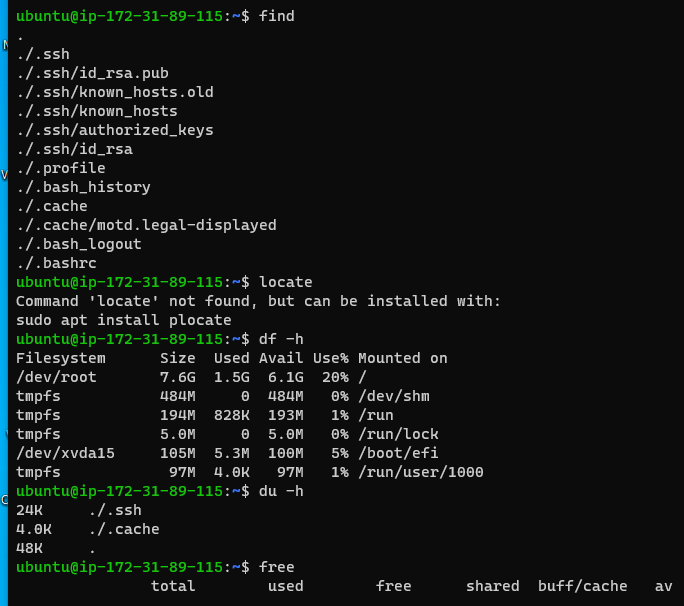 ubuntu@ip-172-31-89-115:~$ find
.
./.ssh
./.ssh/id_rsa.pub
./.ssh/known_hosts.old
./.ssh/known_hosts
./.ssh/authorized_keys
./.ssh/id_rsa
./.profile
./.bash_history
./.cache
./.cache/motd.legal-displayed
./.bash_logout
./.bashrc
ubuntu@ip-172-31-89-115:~$ locate
Command 'locate' not found, but can be installed with:
sudo apt install plocate
ubuntu@ip-172-31-89-115:~$ df -h
Filesystem      Size  Used Avail Use% Mounted on
/dev/root       7.6G  1.5G  6.1G  20% /
tmpfs           484M     0  484M   0% /dev/shm
tmpfs           194M  828K  193M   1% /run
tmpfs           5.0M     0  5.0M   0% /run/lock
/dev/xvda15     105M  5.3M  100M   5% /boot/efi
tmpfs            97M  4.0K   97M   1% /run/user/1000
ubuntu@ip-172-31-89-115:~$ du -h
24K     ./.ssh
4.0K    ./.cache
48K     .
ubuntu@ip-172-31-89-115:~$ free
               total        used        free      shared  buff/cache   av